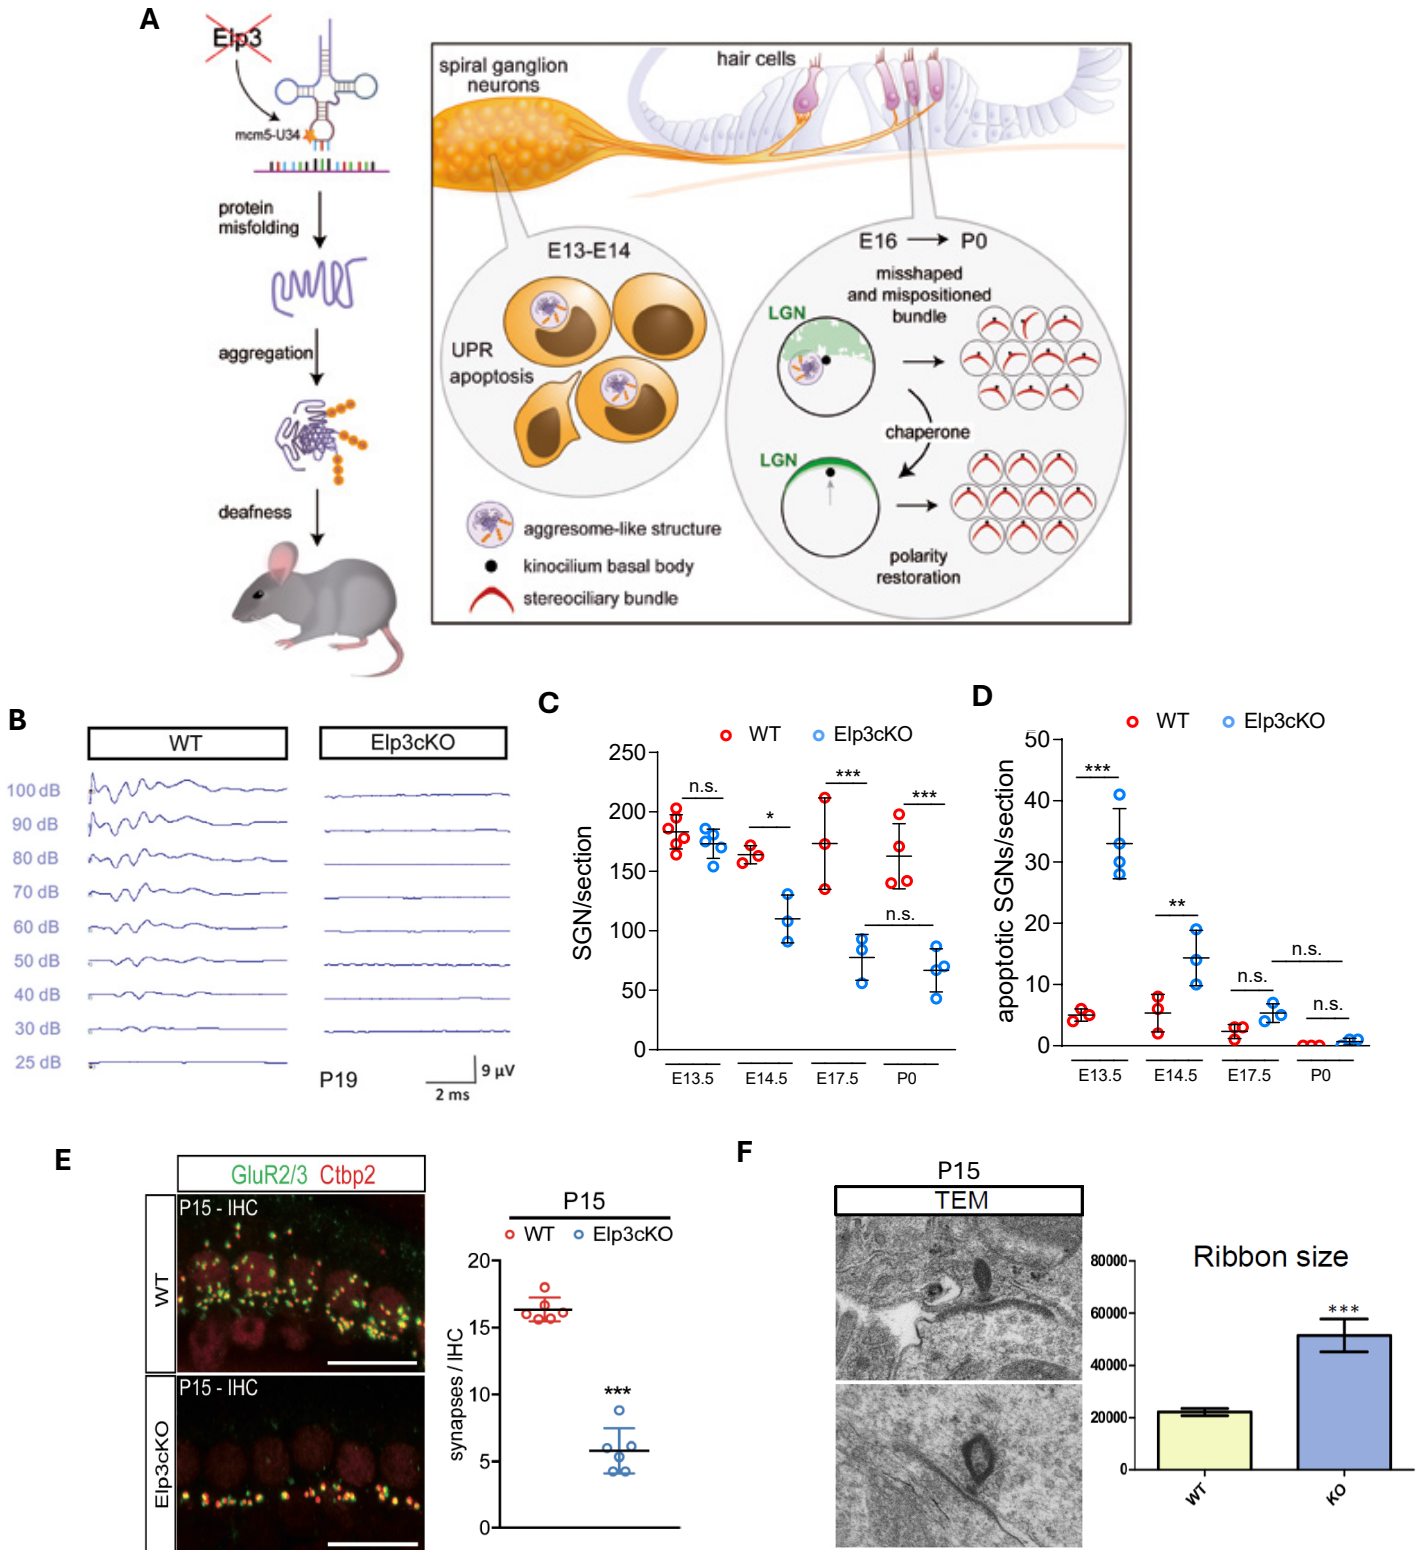 A
Elp3
mcm5-U34
protein
misfolding
aggregation
deafness
spiral ganglion
neurons
hair cells
E13-E14
UPR
apoptosis
E16
P0
misshaped
and mispositioned
bundle
LGN
chaperone
LGN
polarity
restoration
aggresome-like structure
kinocilium basal body
stereociliary bundle
B
WT
Elp3cKO
100 dB
90 dB
80 dB
70 dB
60 dB
50 dB
40 dB
30 dB
25 dB
P19
9 µV
2 ms
C
WT
Elp3cKO
SGN/section
250
200
150
100
50
0
n.s.
*
***
***
n.s.
E13.5
E14.5
E17.5
P0
D
WT
Elp3cKO
apoptotic SGNs/section
50
40
30
20
10
0
***
**
n.s.
n.s.
n.s.
E13.5
E14.5
E17.5
P0
E
GluR2/3 Ctbp2
WT
P15 - IHC
Elp3cKO
P15 - IHC
P15
WT
Elp3cKO
synapses / IHC
20
15
10
5
0
***
F
P15
TEM
Ribbon size
80000
60000
40000
20000
0
***
WT
KO